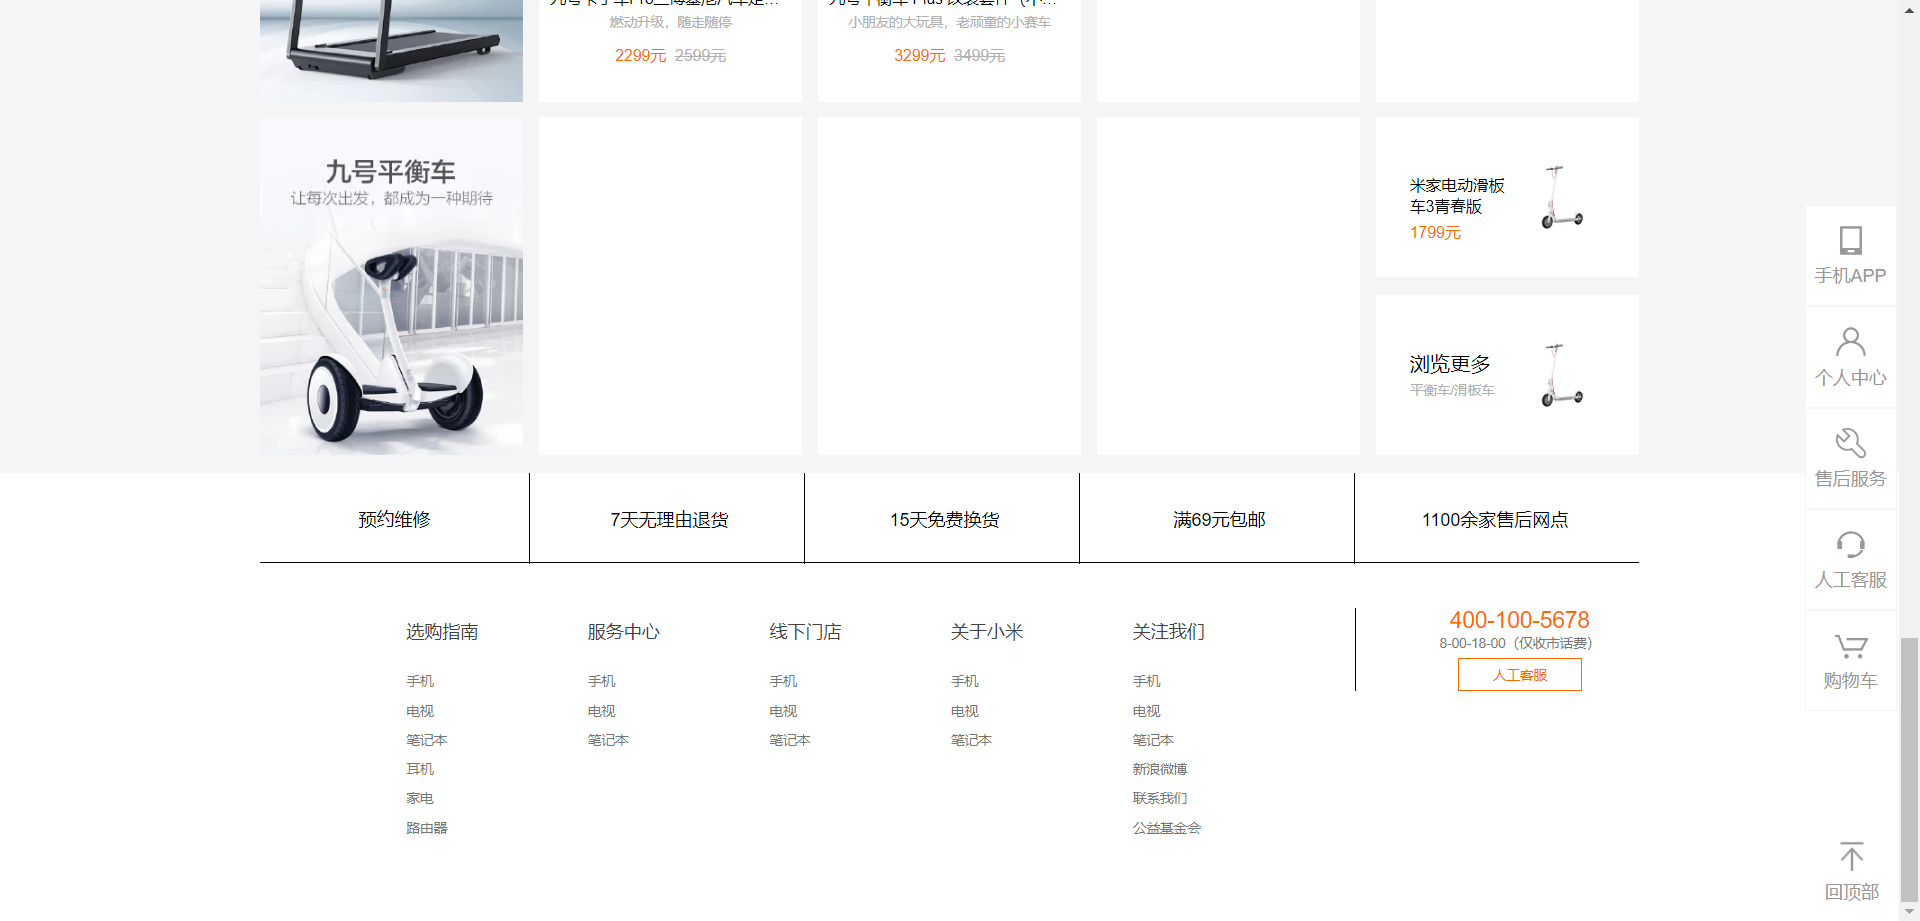 燃动升级，随走随停
小朋友的大玩具，老顽童的小赛车
2299元 2599元
3299元 3499元
九号平衡车
让每次出发，都成为一种期待
米家电动滑板
车3青春版
1799元
浏览更多
平衡车/滑板车
手机APP
个人中心
售后服务
人工客服
购物车
回顶部
预约维修
7天无理由退货
15天免费换货
满69元包邮
1100余家售后网点
选购指南
手机
电视
笔记本
耳机
家电
路由器
服务中心
手机
电视
笔记本
线下门店
手机
电视
笔记本
关于小米
手机
电视
笔记本
关注我们
手机
电视
笔记本
新浪微博
联系我们
公益基金会
400-100-5678
8-00-18-00（仅收市话费）
人工客服